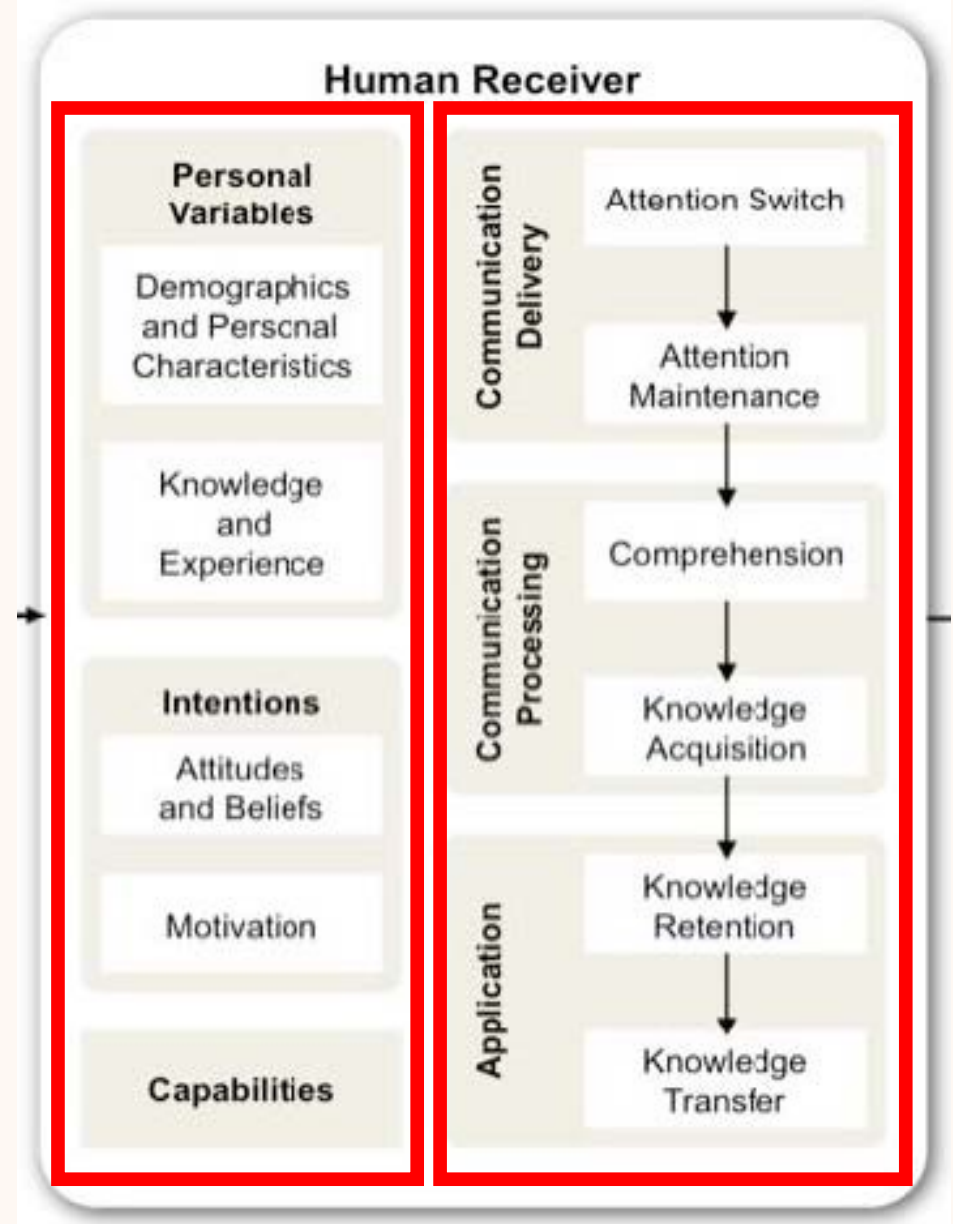 Human Receiver
Personal
Variables
Demographics
and Personal
Characteristics
Knowledge
and
Experience
Intentions
Attitudes
and Beliefs
Motivation
Capabilities
Communication
Delivery
Attention Switch
Attention
Maintenance
Communication
Processing
Comprehension
Knowledge
Acquisition
Application
Knowledge
Retention
Knowledge
Transfer